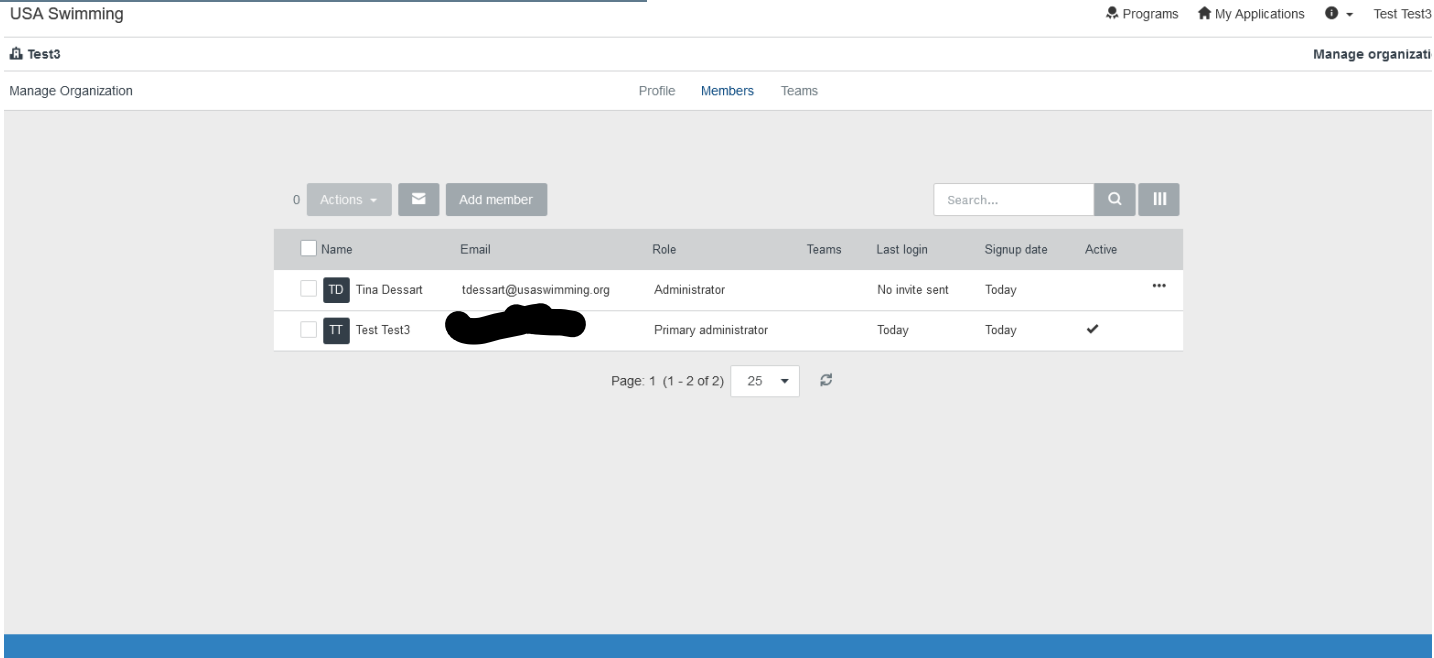 USA Swimming Programs My Applications Test Test3
Test3 Manage organizati
Manage Organization Profile Members Teams
0 Actions Add member Search...
Name Email Role Teams Last login Signup date Active
TD Tina Dessart tdessart@usaswimming.org Administrator No invite sent Today ...
TT Test Test3 Primary administrator Today Today
Page: 1 (1 - 2 of 2) 25